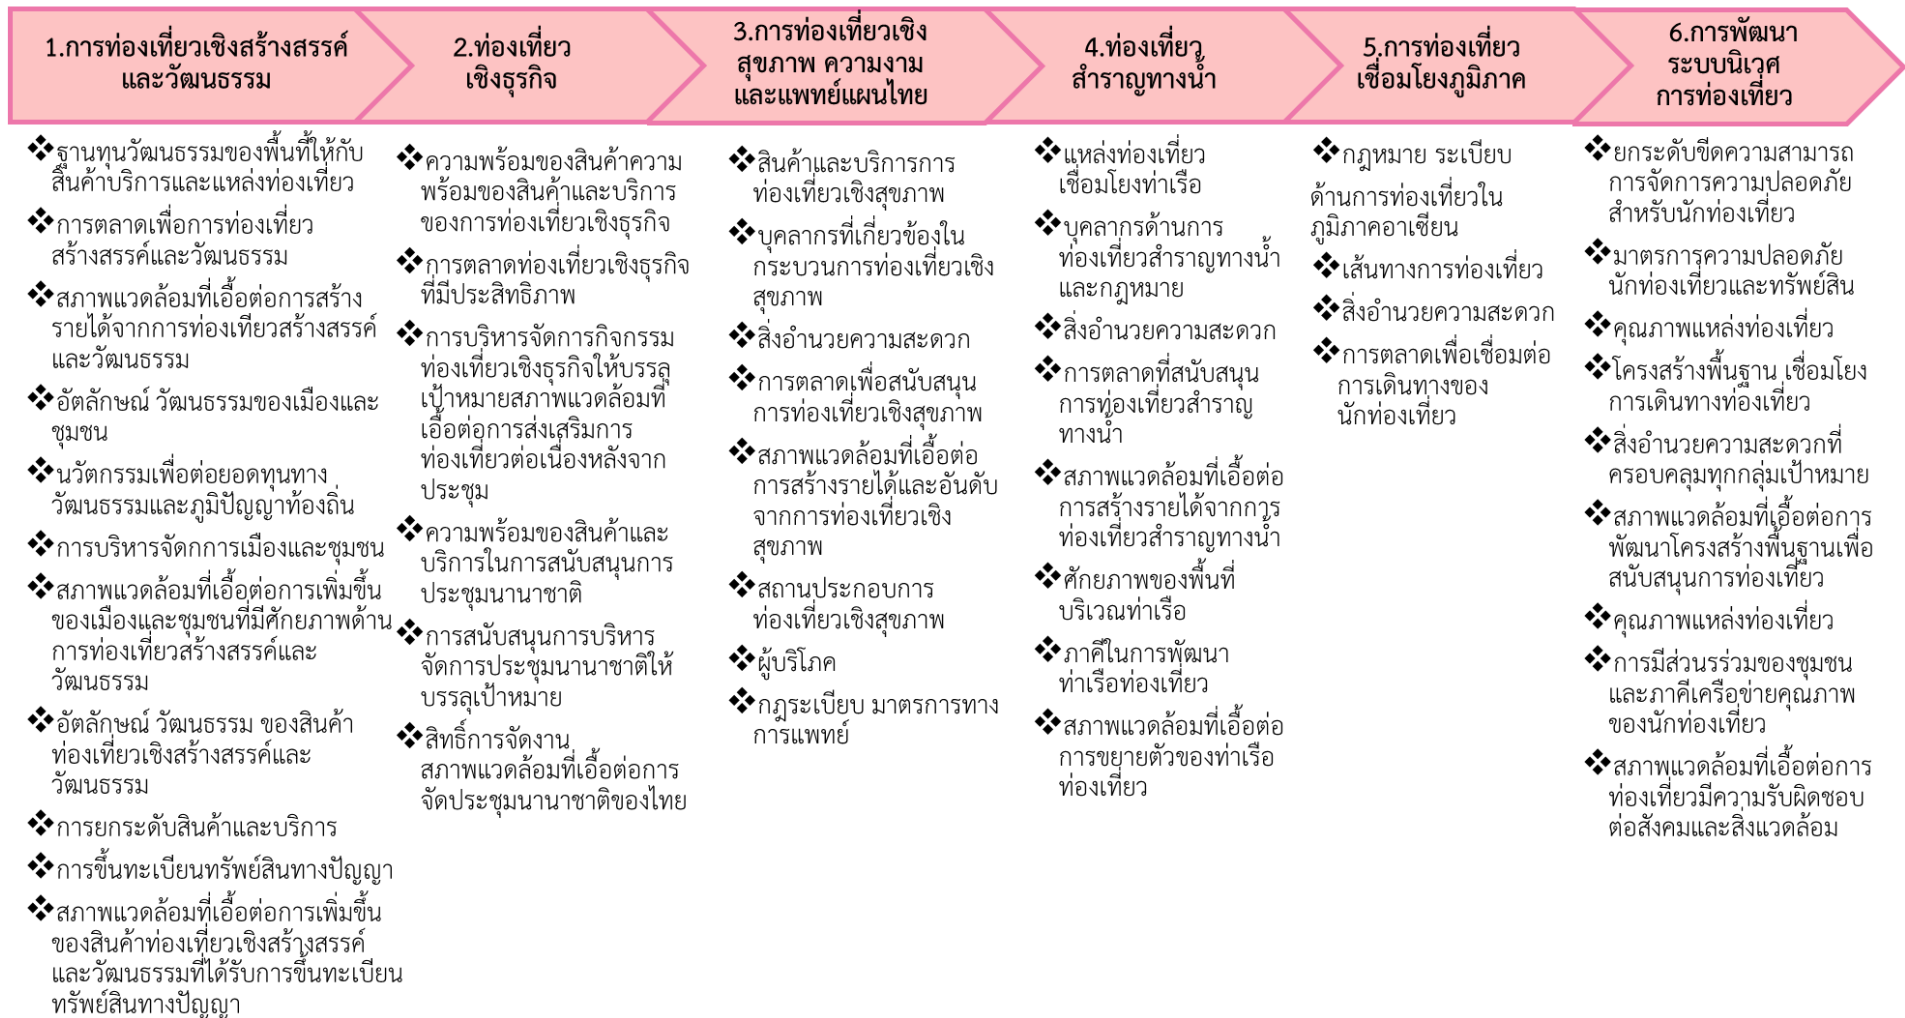 1.การท่องเที่ยวเชิงสร้างสรรค์
และวัฒนธรรม
2.ท่องเที่ยว
เชิงธุรกิจ
3.การท่องเที่ยวเชิง
สุขภาพ ความงาม
และแพทย์แผนไทย
4.ท่องเที่ยว
สำราญทางน้ำ
5.การท่องเที่ยว
เชื่อมโยงภูมิภาค
6.การพัฒนา
ระบบนิเวศ
การท่องเที่ยว
❖ฐานทุนวัฒนธรรมของพื้นที่ให้กับ
สินค้าบริการและแหล่งท่องเที่ยว
❖การตลาดเพื่อการท่องเที่ยว
สร้างสรรค์และวัฒนธรรม
❖สภาพแวดล้อมที่เอื้อต่อการสร้าง
รายได้จากการท่องเทียวสร้างสรรค์
และวัฒนธรรม
❖อัตลักษณ์ วัฒนธรรมของเมืองและ
ชุมชน
❖นวัตกรรมเพื่อต่อยอดทุนทาง
วัฒนธรรมและภูมิปัญญาท้องถิ่น
❖การบริหารจัดกการเมืองและชุมชน
❖สภาพแวดล้อมที่เอื้อต่อการเพิ่มขึ้น
ของเมืองและชุมชนที่มีศักยภาพด้าน
การท่องเที่ยวสร้างสรรค์และ
วัฒนธรรม
❖อัตลักษณ์ วัฒนธรรม ของสินค้า
ท่องเที่ยวเชิงสร้างสรรค์และ
วัฒนธรรม
❖การยกระดับสินค้าและบริการ
❖การขึ้นทะเบียนทรัพย์สินทางปัญญา
❖สภาพแวดล้อมที่เอื้อต่อการเพิ่มขึ้น
ของสินค้าท่องเที่ยวเชิงสร้างสรรค์
และวัฒนธรรมที่ได้รับการขึ้นทะเบียน
ทรัพย์สินทางปัญญา
❖ความพร้อมของสินค้าความ
พร้อมของสินค้าและบริการ
ของการท่องเที่ยวเชิงธุรกิจ
❖การตลาดท่องเที่ยวเชิงธุรกิจ
ที่มีประสิทธิภาพ
❖การบริหารจัดการกิจกรรม
ท่องเที่ยวเชิงธุรกิจให้บรรลุ
เป้าหมายสภาพแวดล้อมที่
เอื้อต่อการส่งเสริมการ
ท่องเที่ยวต่อเนื่องหลังจาก
ประชุม
❖ความพร้อมของสินค้าและ
บริการในการสนับสนุนการ
ประชุมนานาชาติ
❖การสนับสนุนการบริหาร
จัดการประชุมนานาชาติให้
บรรลุเป้าหมาย
❖สิทธิ์การจัดงาน
สภาพแวดล้อมที่เอื้อต่อการ
จัดประชุมนานาชาติของไทย
❖สินค้าและบริการการ
ท่องเที่ยวเชิงสุขภาพ
❖บุคลากรที่เกี่ยวข้องใน
กระบวนการท่องเที่ยวเชิง
สุขภาพ
❖สิ่งอำนวยความสะดวก
❖การตลาดเพื่อสนับสนุน
การท่องเที่ยวเชิงสุขภาพ
❖สภาพแวดล้อมที่เอื้อต่อ
การสร้างรายได้และอันดับ
จากการท่องเที่ยวเชิง
สุขภาพ
❖สถานประกอบการ
ท่องเที่ยวเชิงสุขภาพ
❖ผู้บริโภค
❖กฎระเบียบ มาตรการทาง
การแพทย์
❖แหล่งท่องเที่ยว
เชื่อมโยงท่าเรือ
❖บุคลากรด้านการ
ท่องเที่ยวสำราญทางน้ำ
และกฎหมาย
❖สิ่งอำนวยความสะดวก
❖การตลาดที่สนับสนุน
การท่องเที่ยวสำราญ
ทางน้ำ
❖สภาพแวดล้อมที่เอื้อต่อ
การสร้างรายได้จากการ
ท่องเที่ยวสำราญทางน้ำ
❖ศักยภาพของพื้นที่
บริเวณท่าเรือ
❖ภาคีในการพัฒนา
ท่าเรือท่องเที่ยว
❖สภาพแวดล้อมที่เอื้อต่อ
การขยายตัวของท่าเรือ
ท่องเที่ยว
❖กฎหมาย ระเบียบ
ด้านการท่องเที่ยวใน
ภูมิภาคอาเซียน
❖เส้นทางการท่องเที่ยว
❖สิ่งอำนวยความสะดวก
❖การตลาดเพื่อเชื่อมต่อ
การเดินทางของ
นักท่องเที่ยว
❖ยกระดับขีดความสามารถ
การจัดการความปลอดภัย
สำหรับนักท่องเที่ยว
❖มาตรการความปลอดภัย
นักท่องเที่ยวและทรัพย์สิน
❖คุณภาพแหล่งท่องเที่ยว
❖โครงสร้างพื้นฐาน เชื่อมโยง
การเดินทางท่องเที่ยว
❖สิ่งอำนวยความสะดวกที่
ครอบคลุมทุกกลุ่มเป้าหมาย
❖สภาพแวดล้อมที่เอื้อต่อการ
พัฒนาโครงสร้างพื้นฐานเพื่อ
สนับสนุนการท่องเที่ยว
❖คุณภาพแหล่งท่องเที่ยว
❖การมีส่วนรร่วมของชุมชน
และภาคีเครือข่ายคุณภาพ
ของนักท่องเที่ยว
❖สภาพแวดล้อมที่เอื้อต่อการ
ท่องเที่ยวมีความรับผิดชอบ
ต่อสังคมและสิ่งแวดล้อม